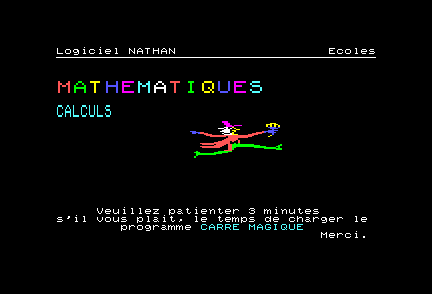 Logiciel NATHAN Ecoles
MATHEMATIQUES
CALCULS
Veuillez patienter 3 minutes
s'il vous plait, le temps de charger le
programme CARRE MAGIQUE
Merci.